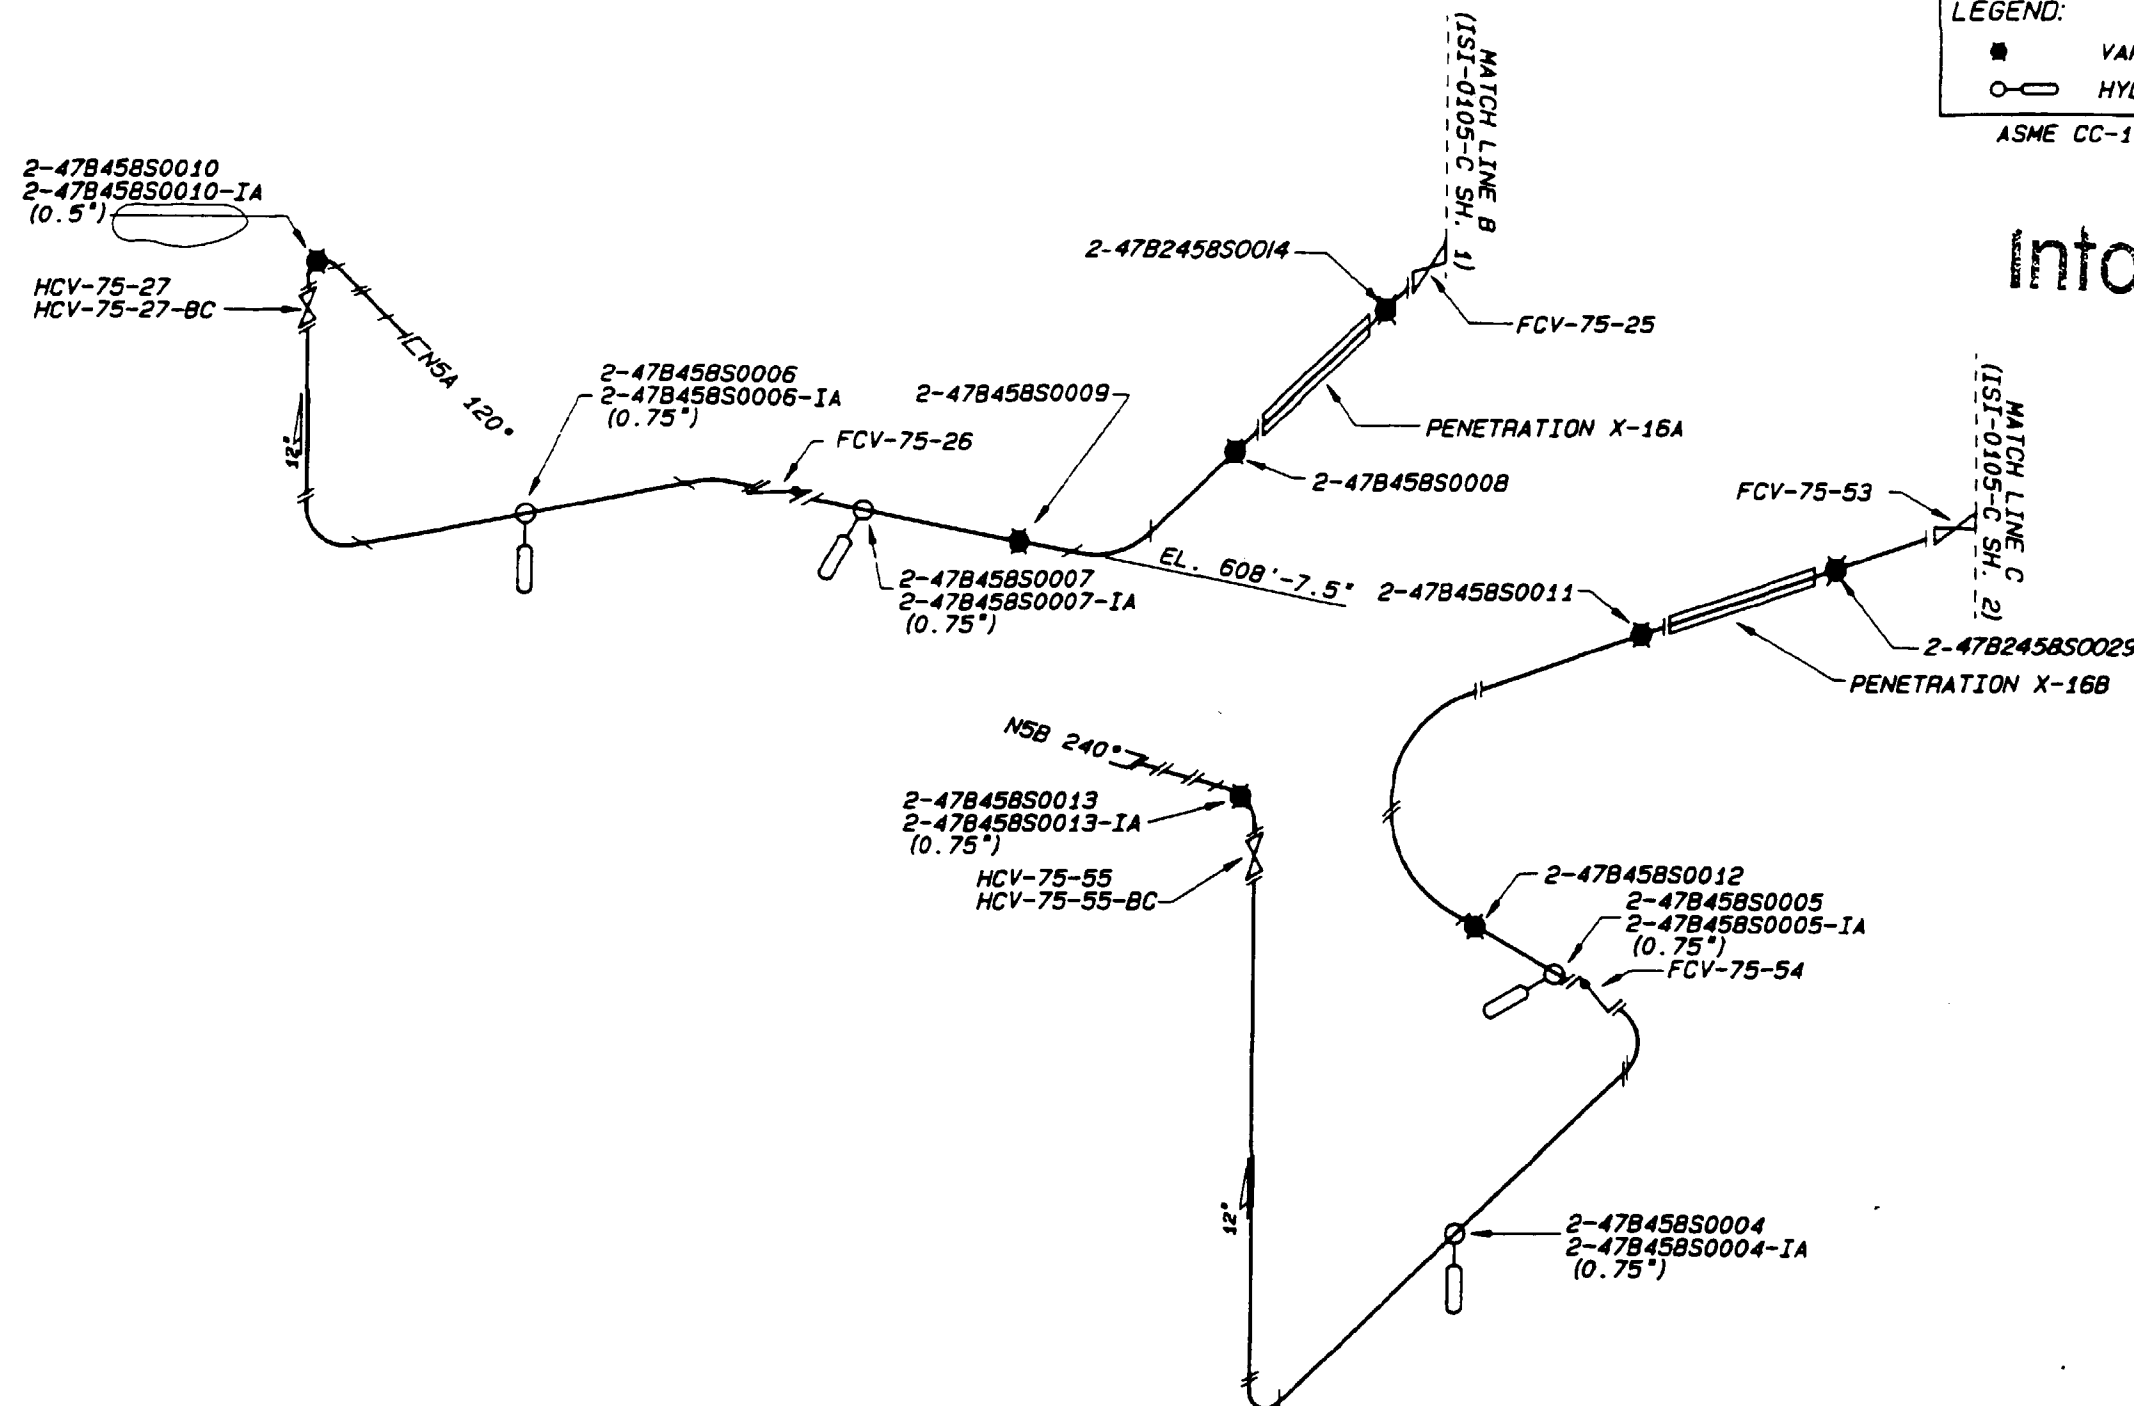 LEGEND:
ASME CC-1
MATCH LINE B
(ISI-0105-C SH. 1)
2-47B458S0010
2-47B458S0010-IA
(0.5")
HCV-75-27
HCV-75-27-BC
N5A 120°
12"
2-47B458S0006
2-47B458S0006-IA
(0.75")
FCV-75-26
2-47B458S0009
2-47B2458S0014
FCV-75-25
PENETRATION X-16A
2-47B458S0008
2-47B458S0007
2-47B458S0007-IA
(0.75")
EL. 608'-7.5"
MATCH LINE C
(ISI-0105-C SH. 2)
FCV-75-53
2-47B458S0011
2-47B2458S0029
PENETRATION X-16B
N5B 240°
2-47B458S0013
2-47B458S0013-IA
(0.75")
HCV-75-55
HCV-75-55-BC
2-47B458S0012
2-47B458S0005
2-47B458S0005-IA
(0.75")
FCV-75-54
12"
2-47B458S0004
2-47B458S0004-IA
(0.75")